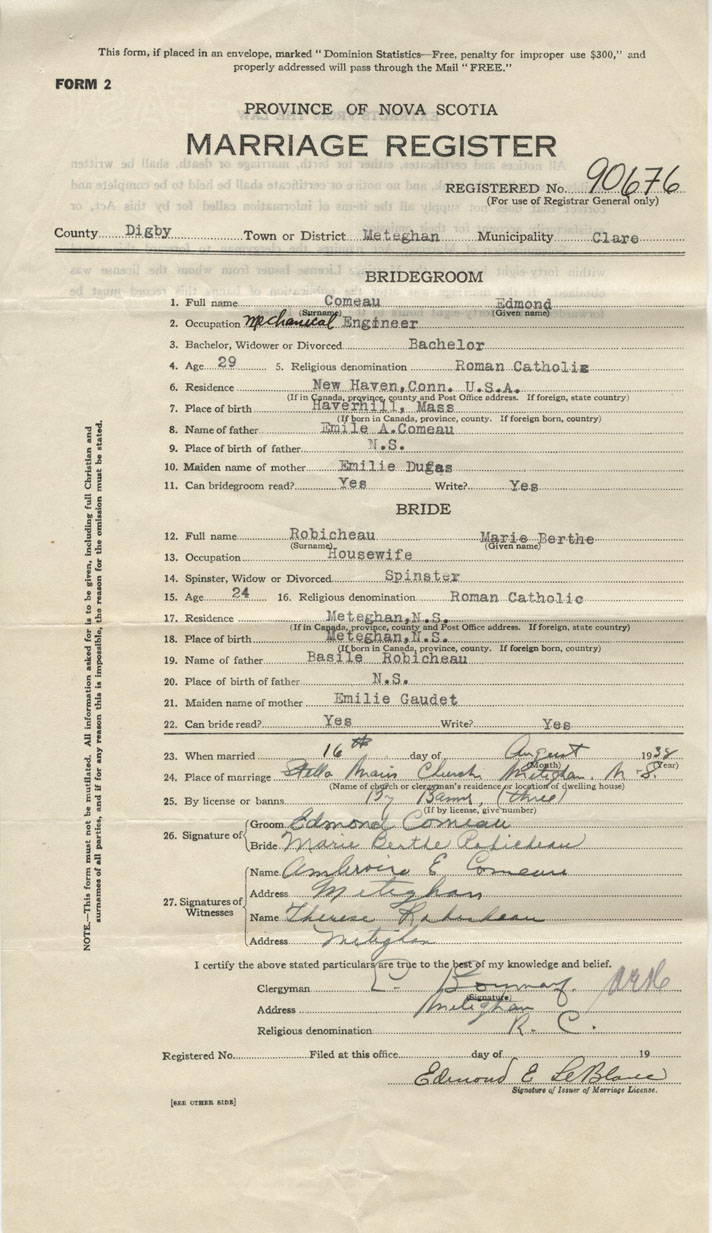 This form, if placed in an envelope, marked "Dominion Statistics—Free, penalty for improper use $300," and
properly addressed will pass through the Mail "FREE."
FORM 2
PROVINCE OF NOVA SCOTIA
MARRIAGE REGISTER
REGISTERED No. 90676
(For use of Registrar General only)
County Digby Town or District Meteghan Municipality Clare
BRIDEGROOM
1. Full name Comeau Edmond
(Surname) (Given name)
2. Occupation Mechanical Engineer
3. Bachelor, Widower or Divorced Bachelor
4. Age 29 5. Religious denomination Roman Catholic
6. Residence New Haven,Conn. U.S.A.
(If in Canada, province, county and Post Office address. If foreign, state country)
7. Place of birth Haverhill, Mass
(If born in Canada, province, county. If foreign born, country)
8. Name of father Emile A.Comeau
9. Place of birth of father N.S.
10. Maiden name of mother Emilie Dugas
11. Can bridegroom read? Yes Write? Yes
BRIDE
12. Full name Robicheau Marie Berthe
(Surname) (Given name)
13. Occupation Housewife
14. Spinster, Widow or Divorced Spinster
15. Age 24 16. Religious denomination Roman Catholic
17. Residence Meteghan,N.S.
(If in Canada, province, county and Post Office address. If foreign, state country)
18. Place of birth Meteghan,N.S.
(If born in Canada, province, county. If foreign born, country)
19. Name of father Basile Robicheau
20. Place of birth of father N.S.
21. Maiden name of mother Emilie Gaudet
22. Can bride read? Yes Write? Yes
23. When married 16th day of August 1938
(Month) (Year)
24. Place of marriage Stella Maris Church Meteghan. N.S.
(Name of church or clergyman's residence or location of dwelling house)
25. By license or banns By Banns, (three)
(If by license, give number)
26. Signature of
Groom Edmond Comeau
Bride Marie Berthe Robicheau
27. Signatures of Witnesses
Name Ambroise E Comeau
Address Meteghan
Name Therese Robicheau
Address Meteghan
I certify the above stated particulars are true to the best of my knowledge and belief.
Clergyman
(Signature)
Address Meteghan
Religious denomination R. C.
Registered No. Filed at this office day of 19
Edmond E LeBlanc
Signature of Issuer of Marriage License.
[SEE OTHER SIDE]
NOTE.—This form must not be mutilated. All information asked for is to be given, including full Christian and
surnames of all parties, and if for any reason this is impossible, the reason for the omission must be stated.